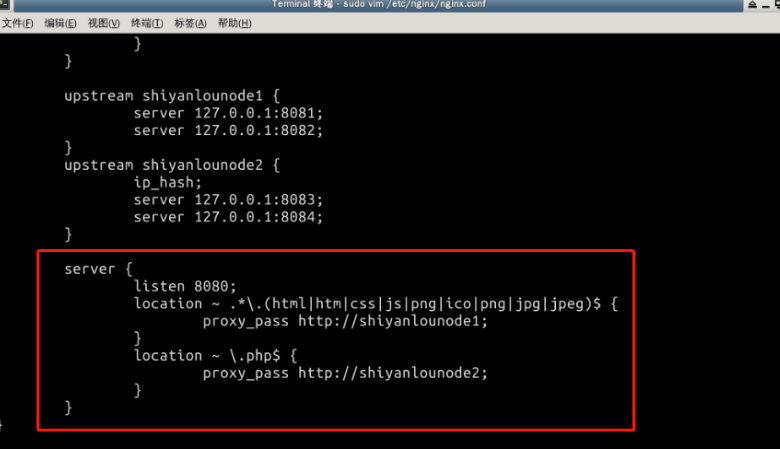 Terminal 终端 - sudo vim /etc/nginx/nginx.conf
文件(F) 编辑(E) 视图(V) 终端(T) 标签(A) 帮助(H)
}
}
upstream shiyanlounode1 {
server 127.0.0.1:8081;
server 127.0.0.1:8082;
}
upstream shiyanlounode2 {
ip_hash;
server 127.0.0.1:8083;
server 127.0.0.1:8084;
}
server {
listen 8080;
location ~ .*\.(html|htm|css|js|png|ico|png|jpg|jpeg)$ {
proxy_pass http://shiyanlounode1;
}
location ~ \.php$ {
proxy_pass http://shiyanlounode2;
}
}
}